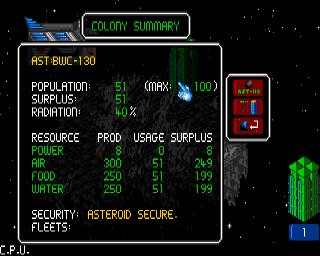 COLONY SUMMARY
AST:BWC-130
POPULATION: 51 (MAX: 100)
SURPLUS: 51
RADIATION: 40%
RESOURCE PROD USAGE SURPLUS
POWER 8 0 8
AIR 300 51 249
FOOD 250 51 199
WATER 250 51 199
SECURITY: ASTEROID SECURE.
FLEETS:
AST-110
1
C.P.U.